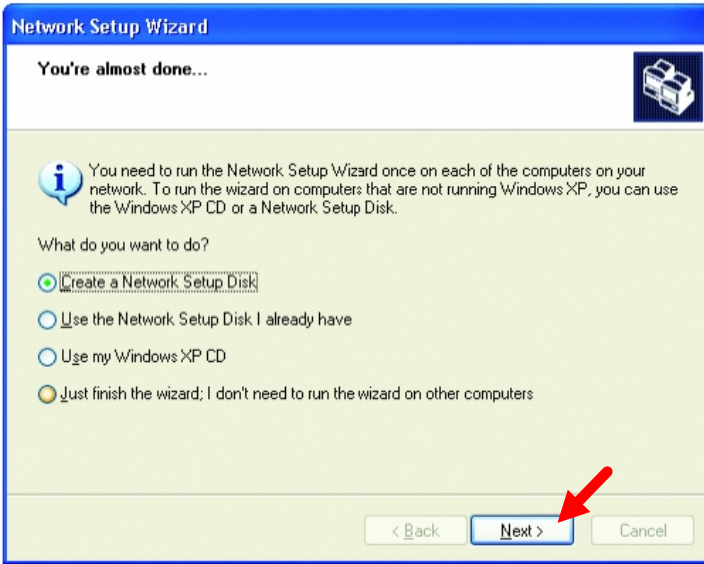 Network Setup Wizard
You're almost done...
You need to run the Network Setup Wizard once on each of the computers on your
network. To run the wizard on computers that are not running Windows XP, you can use
the Windows XP CD or a Network Setup Disk.
What do you want to do?
Create a Network Setup Disk
Use the Network Setup Disk I already have
Use my Windows XP CD
Just finish the wizard; I don't need to run the wizard on other computers
< Back Next > Cancel